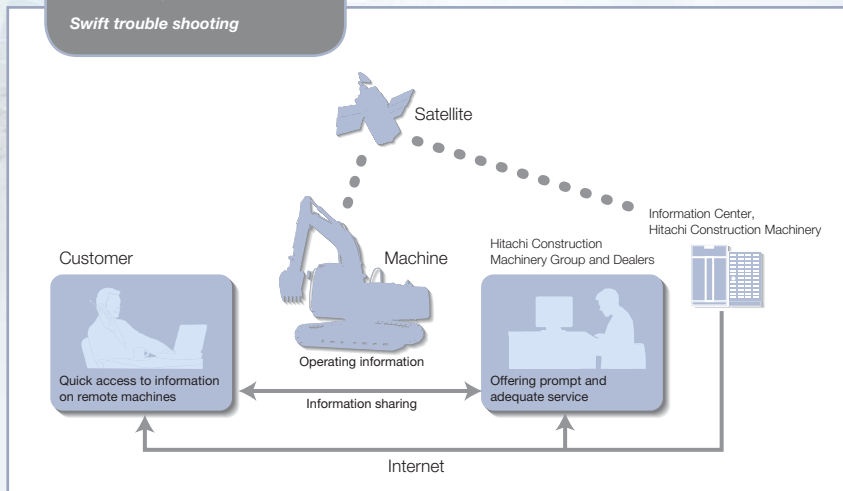 Swift trouble shooting
Satellite
Information Center,
Hitachi Construction Machinery
Customer
Machine
Hitachi Construction
Machinery Group and Dealers
Operating information
Quick access to information
on remote machines
Information sharing
Offering prompt and
adequate service
Internet